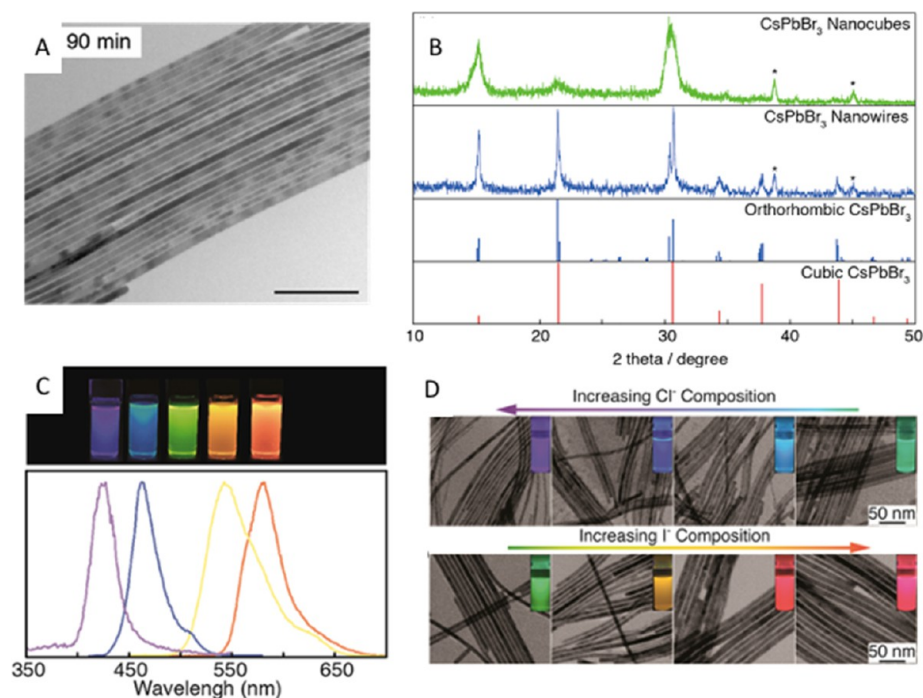 A
90 min
B
CsPbBr₃ Nanocubes
*
*
CsPbBr₃ Nanowires
*
*
Orthorhombic CsPbBr₃
Cubic CsPbBr₃
10 20 30 40 50
2 theta / degree
C
350 450 550 650
Wavelengh (nm)
D
Increasing Cl⁻ Composition
50 nm
Increasing I⁻ Composition
50 nm